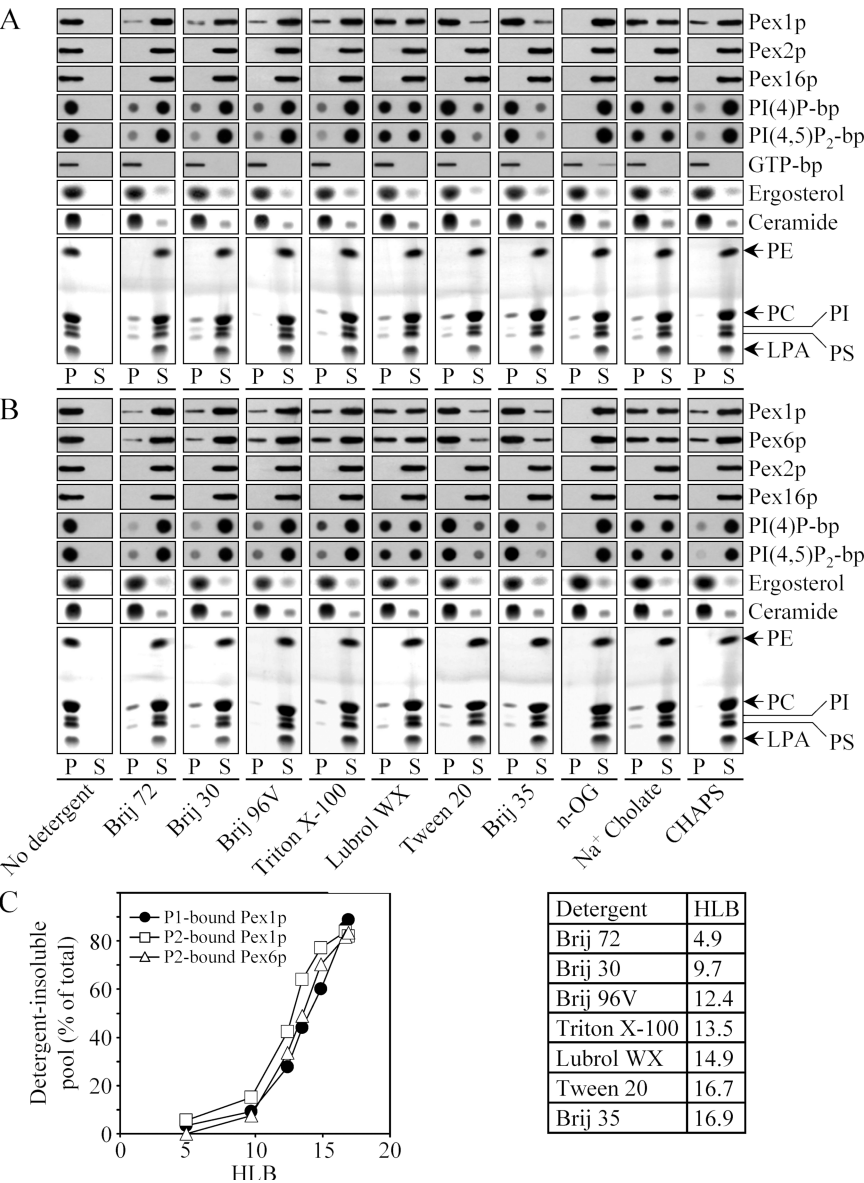 A
Pex1p
Pex2p
Pex16p
PI(4)P-bp
PI(4,5)P₂-bp
GTP-bp
Ergosterol
Ceramide
PE
PC PI
LPA PS
P S P S P S P S P S P S P S P S P S P S P S
B
Pex1p
Pex6p
Pex2p
Pex16p
PI(4)P-bp
PI(4,5)P₂-bp
Ergosterol
Ceramide
PE
PC PI
LPA PS
P S P S P S P S P S P S P S P S P S P S P S
No detergent
Brij 72
Brij 30
Brij 96V
Triton X-100
Lubrol WX
Tween 20
Brij 35
n-OG
Na⁺ Cholate
CHAPS
C
Detergent-insoluble
pool (% of total)
80
60
40
20
0
P1-bound Pex1p
P2-bound Pex1p
P2-bound Pex6p
0 5 10 15 20
HLB
Detergent HLB
Brij 72 4.9
Brij 30 9.7
Brij 96V 12.4
Triton X-100 13.5
Lubrol WX 14.9
Tween 20 16.7
Brij 35 16.9